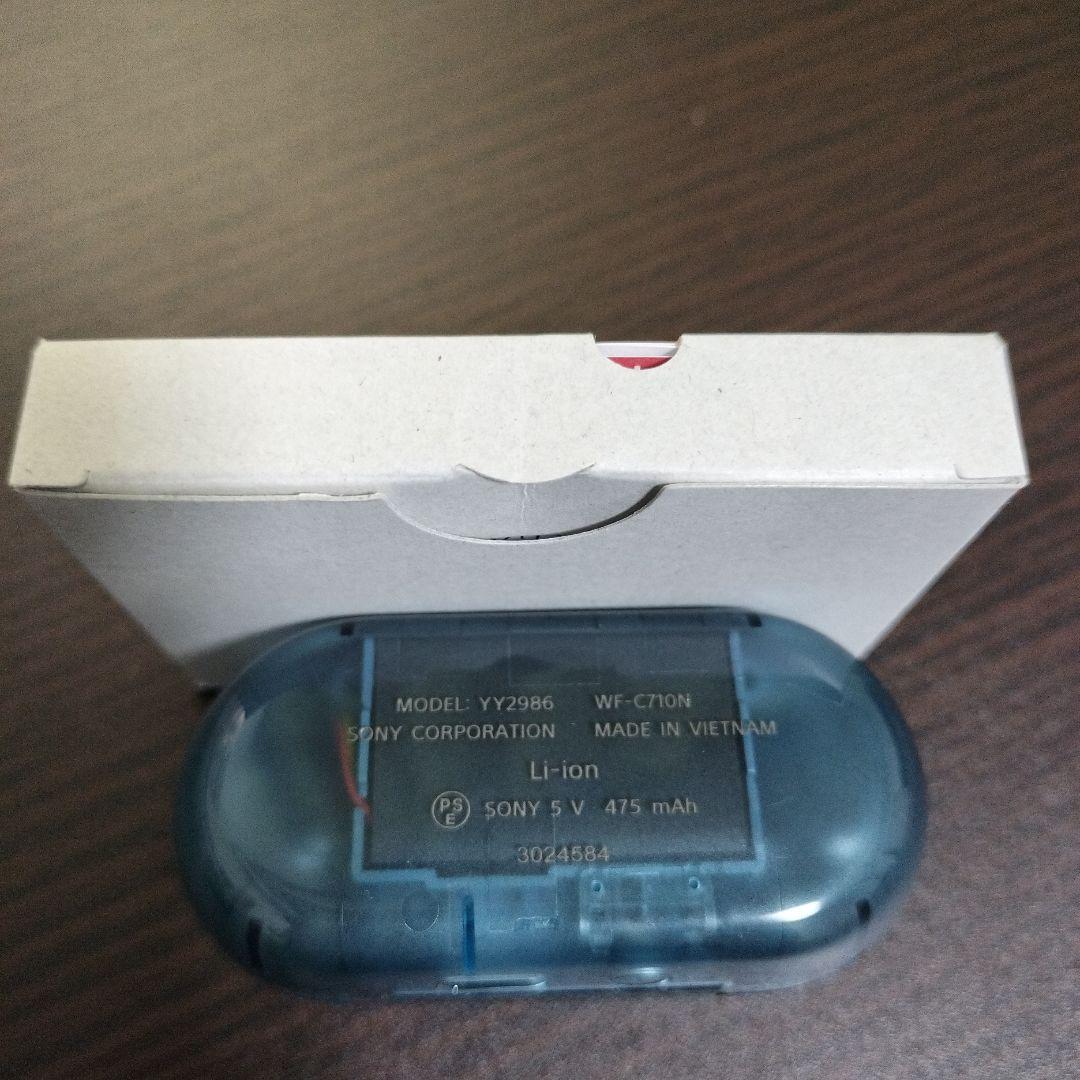 MODEL: YY2986 WF-C710N
SONY CORPORATION MADE IN VIETNAM
Li-ion
PSE SONY 5 V 475 mAh
3024584